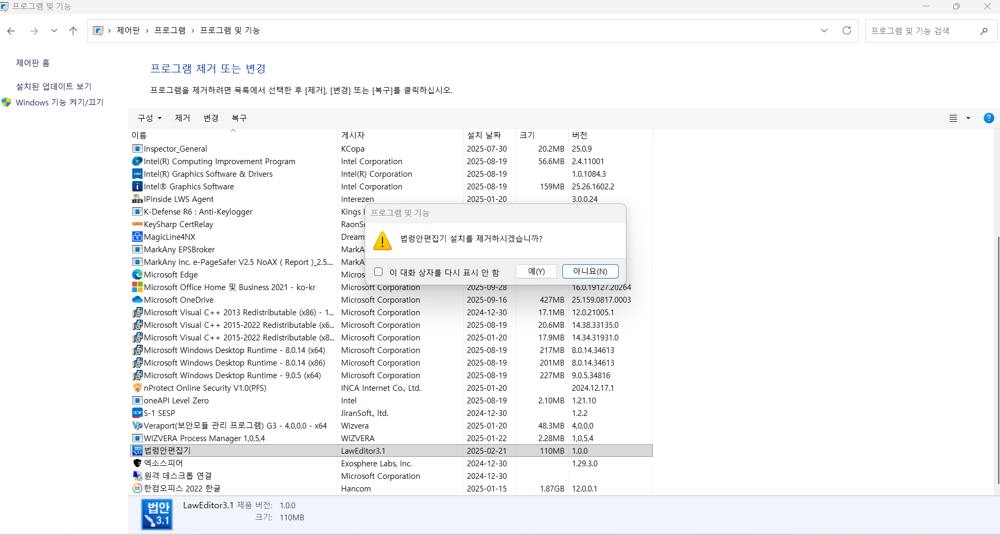 프로그램 및 기능
제어판 > 프로그램 > 프로그램 및 기능
프로그램 및 기능 검색
제어판 홈
설치된 업데이트 보기
Windows 기능 켜기/끄기
프로그램 제거 또는 변경
프로그램을 제거하려면 목록에서 선택한 후 [제거], [변경] 또는 [복구]를 클릭하십시오.
구성 제거 변경 복구
이름 게시자 설치 날짜 크기 버전
Inspector_General KCopa 2025-07-30 20.2MB 25.0.9
Intel(R) Computing Improvement Program Intel Corporation 2025-08-19 56.6MB 2.4.11001
Intel(R) Graphics Software & Drivers Intel(R) Corporation 2025-08-19 1.0.1084.3
Intel® Graphics Software Intel Corporation 2025-08-19 159MB 25.26.1602.2
IPinside LWS Agent interezen 2025-01-20 3.0.0.24
K-Defense R6 : Anti-Keylogger Kings
KeySharp CertRelay RaonSe
MagicLine4NX Dream
MarkAny EPSBroker MarkA
MarkAny Inc. e-PageSafer V2.5 NoAX ( Report )_2.5.... MarkA
Microsoft Edge Micros
Microsoft Office Home 및 Business 2021 - ko-kr Microsoft Corporation 2025-09-28 16.0.19127.20264
Microsoft OneDrive Microsoft Corporation 2025-09-16 427MB 25.159.0817.0003
Microsoft Visual C++ 2013 Redistributable (x86) - 1... Microsoft Corporation 2024-12-30 17.1MB 12.0.21005.1
Microsoft Visual C++ 2015-2022 Redistributable (x6... Microsoft Corporation 2025-08-19 20.6MB 14.38.33135.0
Microsoft Visual C++ 2015-2022 Redistributable (x8... Microsoft Corporation 2025-01-20 17.9MB 14.34.31931.0
Microsoft Windows Desktop Runtime - 8.0.14 (x64) Microsoft Corporation 2025-08-19 217MB 8.0.14.34613
Microsoft Windows Desktop Runtime - 8.0.14 (x86) Microsoft Corporation 2025-08-19 201MB 8.0.14.34613
Microsoft Windows Desktop Runtime - 9.0.5 (x64) Microsoft Corporation 2025-08-19 227MB 9.0.5.34816
nProtect Online Security V1.0(PFS) INCA Internet Co., Ltd. 2025-01-20 2024.12.17.1
oneAPI Level Zero Intel 2025-08-19 2.10MB 1.21.10
S-1 SESP JiranSoft., ltd. 2024-12-30 1.2.2
Veraport(보안모듈 관리 프로그램) G3 - 4,0,0,0 - x64 Wizvera 2025-01-20 48.3MB 4,0,0,0
WIZVERA Process Manager 1,0,5,4 WIZVERA 2025-01-22 2.28MB 1,0,5,4
법령안편집기 LawEditor3.1 2025-02-21 110MB 1.0.0
엑소스피어 Exosphere Labs, Inc. 2024-12-30 1.29.3.0
원격 데스크톱 연결 Microsoft Corporation 2024-12-30
한컴오피스 2022 한글 Hancom 2025-01-15 1.87GB 12.0.0.1
프로그램 및 기능
법령안편집기 설치를 제거하시겠습니까?
이 대화 상자를 다시 표시 안 함 예(Y) 아니요(N)
법안 3.1
LawEditor3.1 제품 버전: 1.0.0
크기: 110MB